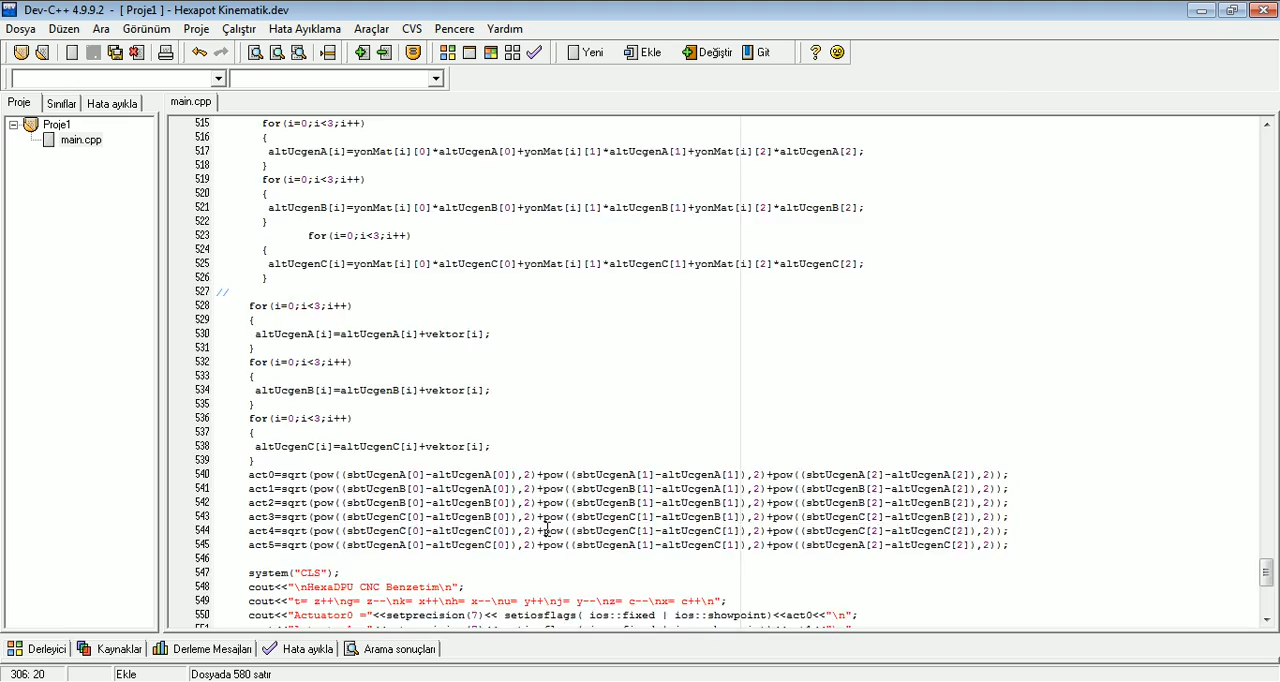 Dev-C++ 4.9.9.2 - [ Proje1 ] - Hexapot Kinematik.dev
Dosya Düzen Ara Görünüm Proje Çalıştır Hata Ayıklama Araçlar CVS Pencere Yardım
Yeni Ekle Değiştir Git
Proje Sınıflar Hata ayıkla main.cpp
Proje1
main.cpp
515 for(i=0;i<3;i++)
516 {
517 altUcgenA[i]=yonMat[i][0]*altUcgenA[0]+yonMat[i][1]*altUcgenA[1]+yonMat[i][2]*altUcgenA[2];
518 }
519 for(i=0;i<3;i++)
520 {
521 altUcgenB[i]=yonMat[i][0]*altUcgenB[0]+yonMat[i][1]*altUcgenB[1]+yonMat[i][2]*altUcgenB[2];
522 }
523 for(i=0;i<3;i++)
524 {
525 altUcgenC[i]=yonMat[i][0]*altUcgenC[0]+yonMat[i][1]*altUcgenC[1]+yonMat[i][2]*altUcgenC[2];
526 }
527 //
528 for(i=0;i<3;i++)
529 {
530 altUcgenA[i]=altUcgenA[i]+vektor[i];
531 }
532 for(i=0;i<3;i++)
533 {
534 altUcgenB[i]=altUcgenB[i]+vektor[i];
535 }
536 for(i=0;i<3;i++)
537 {
538 altUcgenC[i]=altUcgenC[i]+vektor[i];
539 }
540 act0=sqrt(pow((sbtUcgenA[0]-altUcgenA[0]),2)+pow((sbtUcgenA[1]-altUcgenA[1]),2)+pow((sbtUcgenA[2]-altUcgenA[2]),2));
541 act1=sqrt(pow((sbtUcgenB[0]-altUcgenA[0]),2)+pow((sbtUcgenB[1]-altUcgenA[1]),2)+pow((sbtUcgenB[2]-altUcgenA[2]),2));
542 act2=sqrt(pow((sbtUcgenB[0]-altUcgenB[0]),2)+pow((sbtUcgenB[1]-altUcgenB[1]),2)+pow((sbtUcgenB[2]-altUcgenB[2]),2));
543 act3=sqrt(pow((sbtUcgenC[0]-altUcgenB[0]),2)+pow((sbtUcgenC[1]-altUcgenB[1]),2)+pow((sbtUcgenC[2]-altUcgenB[2]),2));
544 act4=sqrt(pow((sbtUcgenC[0]-altUcgenC[0]),2)+pow((sbtUcgenC[1]-altUcgenC[1]),2)+pow((sbtUcgenC[2]-altUcgenC[2]),2));
545 act5=sqrt(pow((sbtUcgenA[0]-altUcgenC[0]),2)+pow((sbtUcgenA[1]-altUcgenC[1]),2)+pow((sbtUcgenA[2]-altUcgenC[2]),2));
546
547 system("CLS");
548 cout<<"\nHexaDPU CNC Benzetim\n";
549 cout<<"t= z++\ng= z--\nk= x++\nh= x--\nu= y++\nj= y--\nz= c--\nx= c++\n";
550 cout<<"Actuator0 ="<<setprecision(7)<< setiosflags( ios::fixed | ios::showpoint)<<act0<<"\n";
Derleyici Kaynaklar Derleme Mesajları Hata ayıkla Arama sonuçları
306: 20 Ekle Dosyada 580 satır